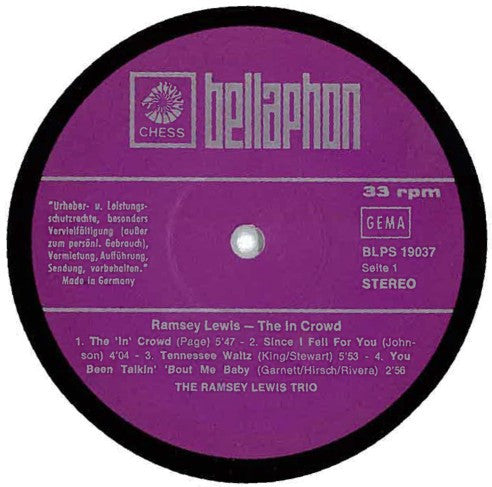 CHESS
bellaphon
"Urheber- u. Leistungs-
schutzrechte, besonders
Vervielfältigung (außer
zum persönl. Gebrauch),
Vermietung, Aufführung,
Sendung, vorbehalten."
Made in Germany
33 rpm
GEMA
BLPS 19037
Seite 1
STEREO
Ramsey Lewis — The in Crowd
1. The 'In' Crowd (Page) 5'47 - 2. Since I Fell For You (John-
son) 4'04 - 3. Tennessee Waltz (King/Stewart) 5'53 - 4. You
Been Talkin' 'Bout Me Baby (Garnett/Hirsch/Rivera) 2'56
THE RAMSEY LEWIS TRIO